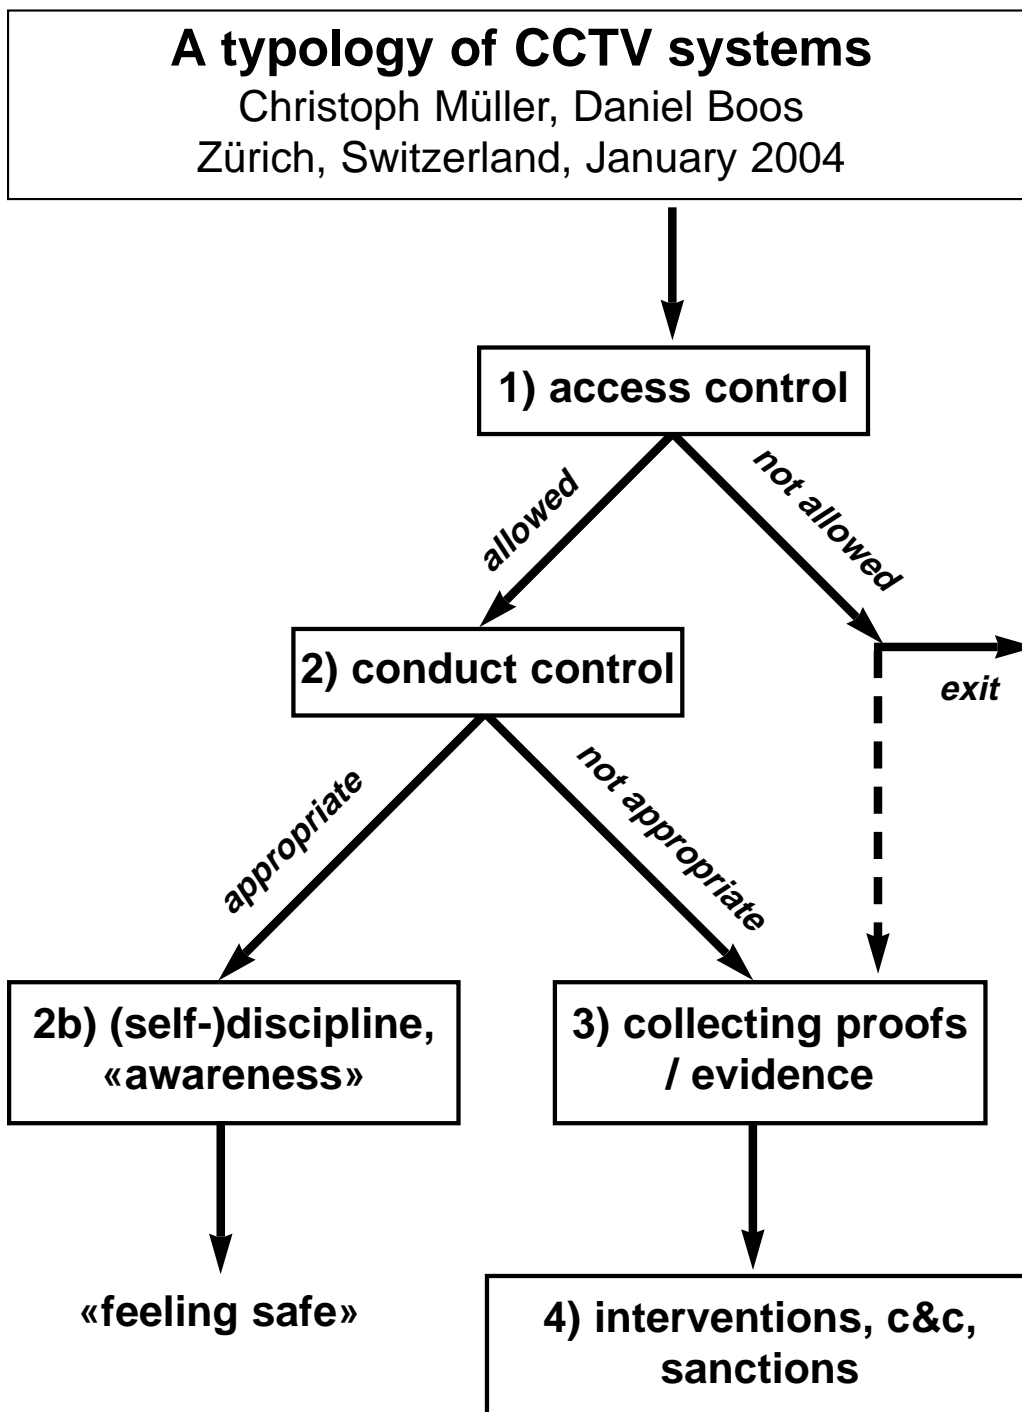 A typology of CCTV systems
Christoph Müller, Daniel Boos
Zürich, Switzerland, January 2004
1) access control
allowed
not allowed
2) conduct control
exit
appropriate
not appropriate
2b) (self-)discipline,
«awareness»
3) collecting proofs
/ evidence
«feeling safe»
4) interventions, c&c,
sanctions